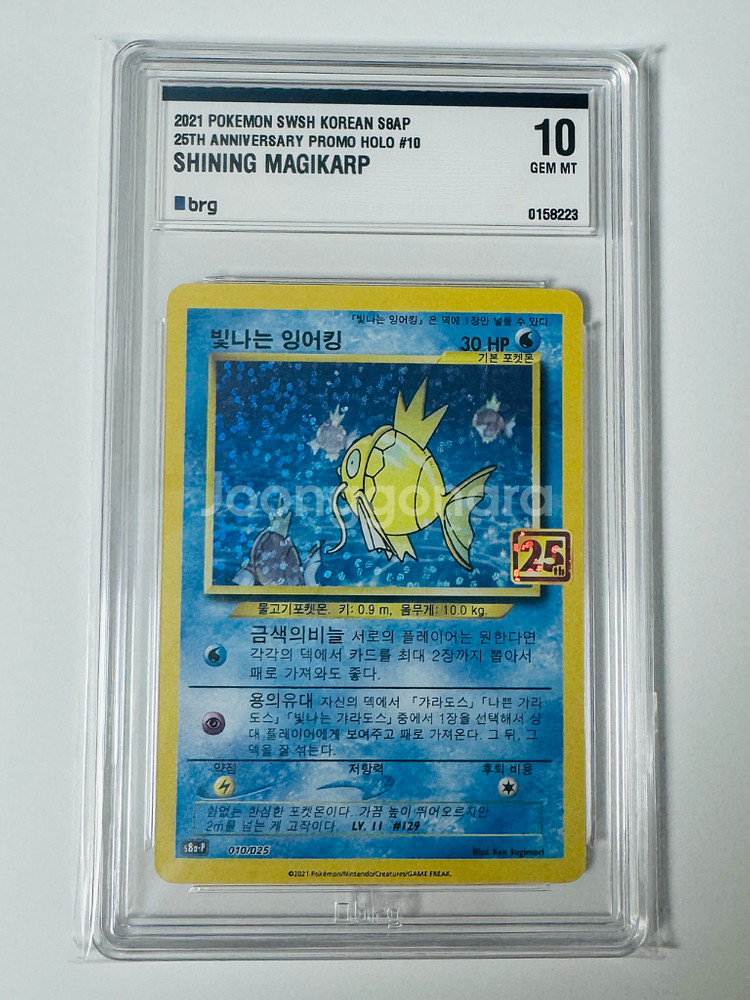 2021 POKEMON SWSH KOREAN S8AP
25TH ANNIVERSARY PROMO HOLO #10
SHINING MAGIKARP
10
GEM MT
brg
0158223
「빛나는 잉어킹」은 덱에 1장만 넣을 수 있다.
빛나는 잉어킹
30 HP
기본 포켓몬
Joonggonara
25th
물고기포켓몬. 키: 0.9 m, 몸무게: 10.0 kg.
금색의비늘 서로의 플레이어는 원한다면
각각의 덱에서 카드를 최대 2장까지 뽑아서
패로 가져와도 좋다.
용의유대 자신의 덱에서 「갸라도스」「나쁜 갸라
도스」「빛나는 갸라도스」중에서 1장을 선택해서 상
대 플레이어에게 보여주고 패로 가져온다. 그 뒤, 그
덱을 잘 섞는다.
약점
저항력
후퇴 비용
힘없는 한심한 포켓몬이다. 가끔 높이 뛰어오르지만
2m를 넘는 게 고작이다. LV. 11 #129
s8a-P
010/025
Illus. Ken Sugimori
©2021 Pokémon/Nintendo/Creatures/GAME FREAK.
brg